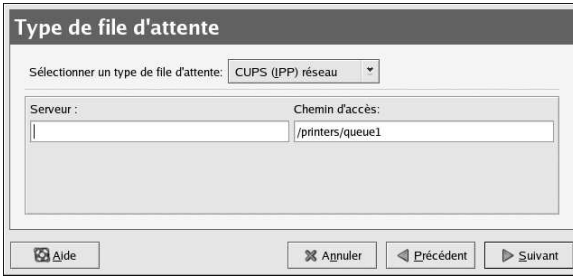 Type de file d'attente
Sélectionner un type de file d'attente: CUPS (IPP) réseau
Serveur : Chemin d'accès:
/printers/queue1
Aide Annuler Précédent Suivant